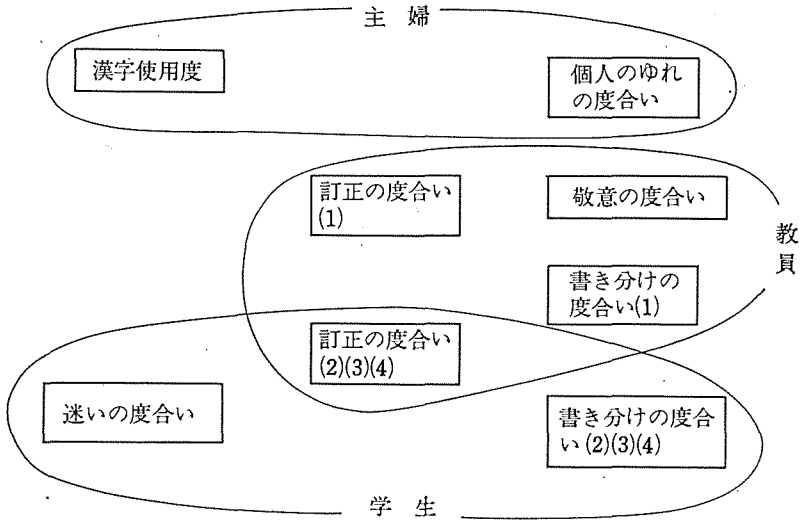 主婦
漢字使用度
個人のゆれ
の度合い
訂正の度合い
(1)
敬意の度合い
教員
書き分けの
度合い(1)
訂正の度合い
(2)(3)(4)
迷いの度合い
書き分けの度合
い(2)(3)(4)
学生